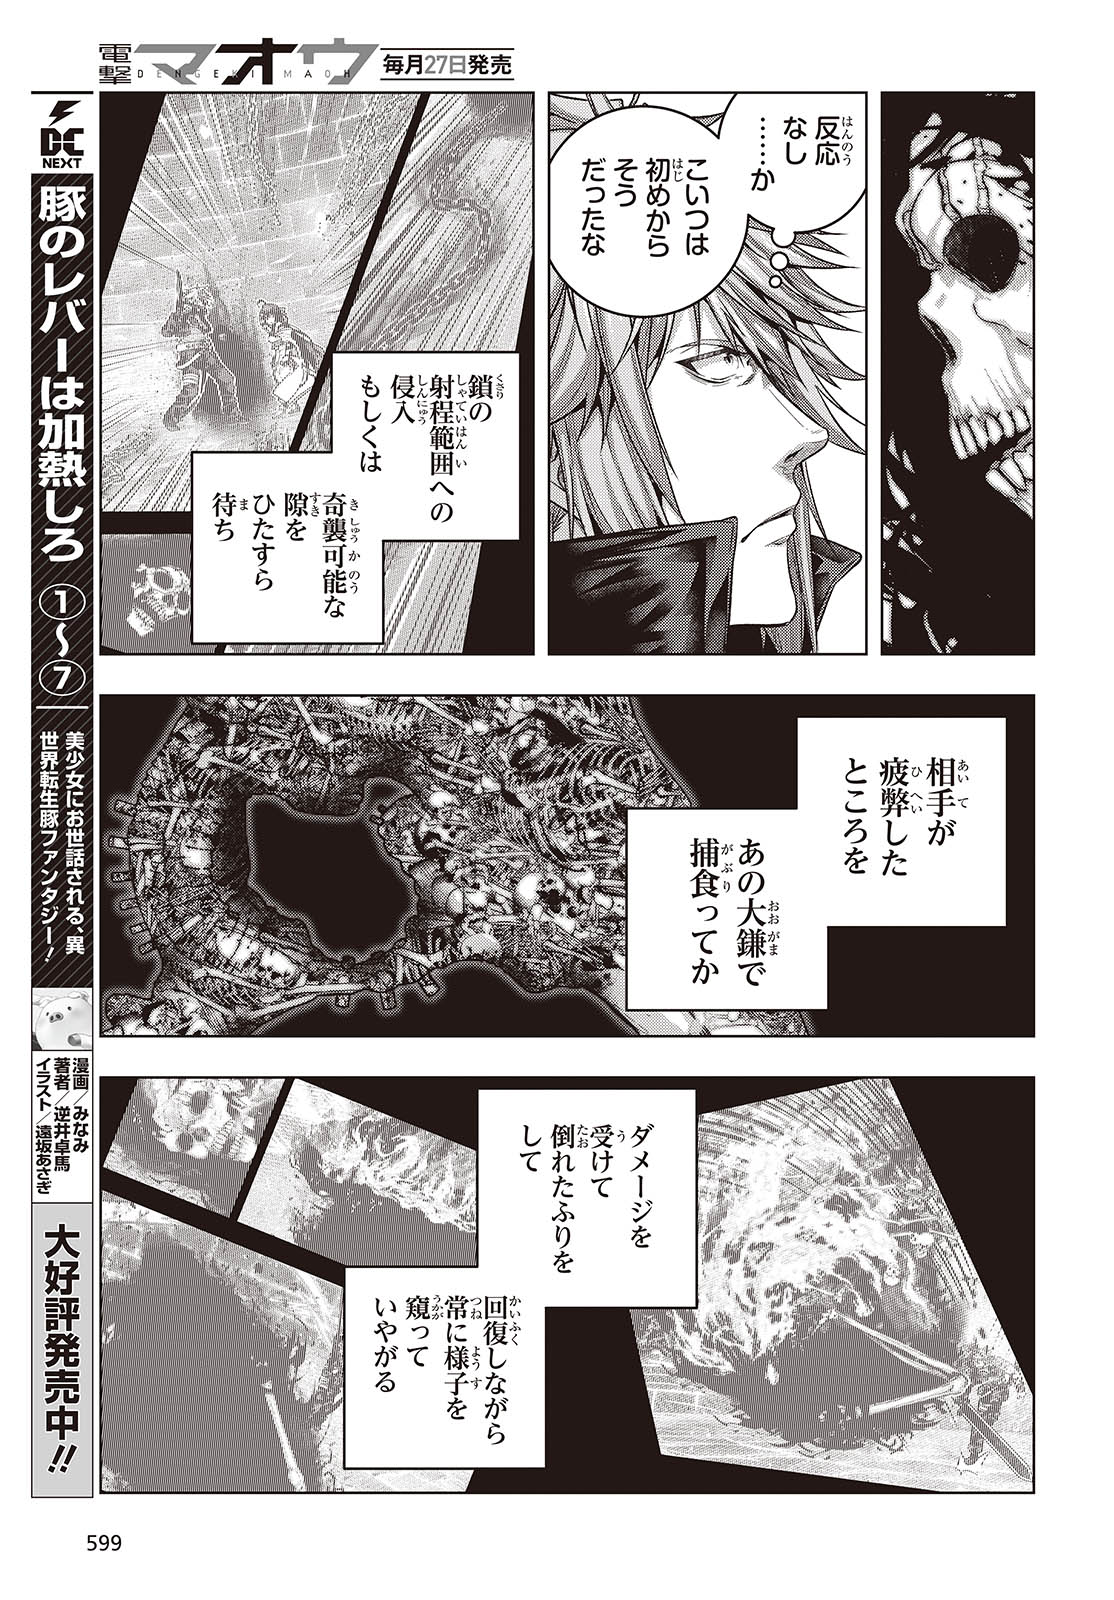 電撃マオウ
DENGEKI MAOH
毎月27日発売
反応
なし
……か
こいつは
初めから
そう
だったな
鎖の
射程範囲への
侵入
もしくは
奇襲可能な
隙を
ひたすら
待ち
相手が
疲弊した
ところを
あの大鎌で
捕食ってか
ダメージを
受けて
倒れたふりを
して
回復しながら
常に様子を
窺って
いやがる
DC
NEXT
豚のレバーは加熱しろ ①〜⑦
美少女にお世話される、異
世界転生豚ファンタジー!
漫画/みなみ
著者/逆井卓馬
イラスト/遠坂あさぎ
大好評発売中!!
599